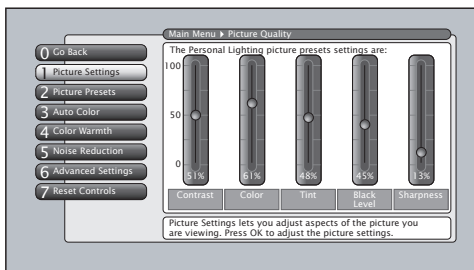 Main Menu ▸ Picture Quality
0 Go Back
1 Picture Settings
2 Picture Presets
3 Auto Color
4 Color Warmth
5 Noise Reduction
6 Advanced Settings
7 Reset Controls
The Personal Lighting picture presets settings are:
100
50
0
51% 61% 48% 45% 13%
Contrast Color Tint Black Level Sharpness
Picture Settings lets you adjust aspects of the picture you
are viewing. Press OK to adjust the picture settings.